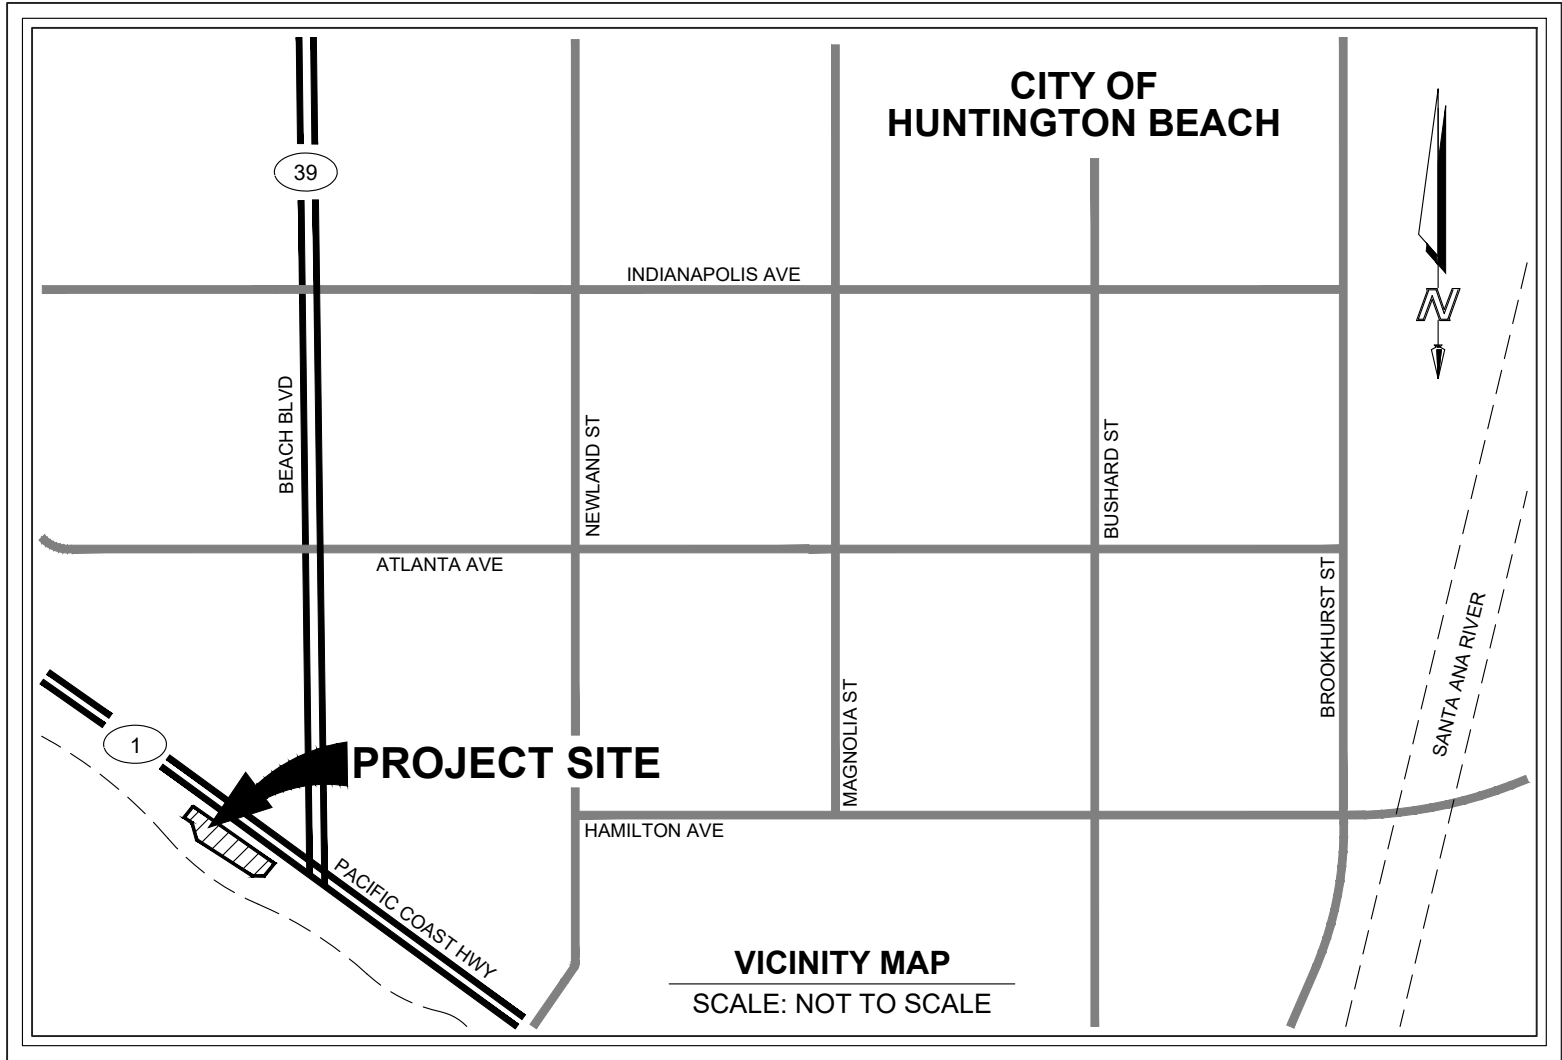 CITY OF
HUNTINGTON BEACH
39
INDIANAPOLIS AVE
N
BEACH BLVD
NEWLAND ST
BUSHARD ST
ATLANTA AVE
BROOKHURST ST
SANTA ANA RIVER
MAGNOLIA ST
1
PROJECT SITE
HAMILTON AVE
PACIFIC COAST HWY
VICINITY MAP
SCALE: NOT TO SCALE